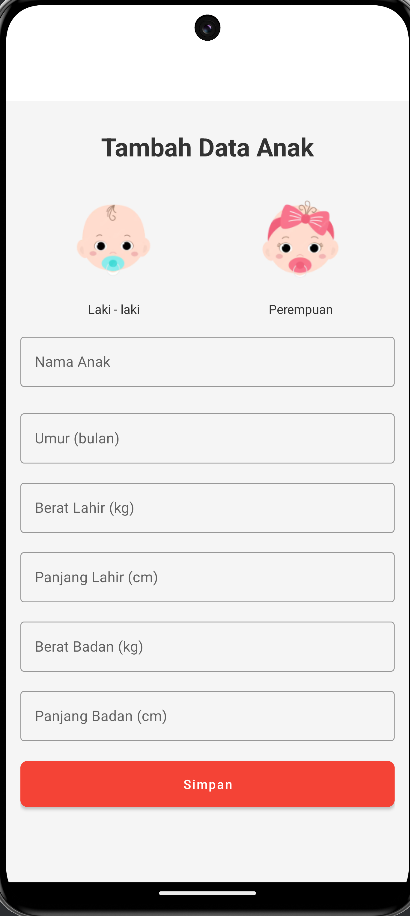 Tambah Data Anak
Laki - laki
Perempuan
Nama Anak
Umur (bulan)
Berat Lahir (kg)
Panjang Lahir (cm)
Berat Badan (kg)
Panjang Badan (cm)
Simpan